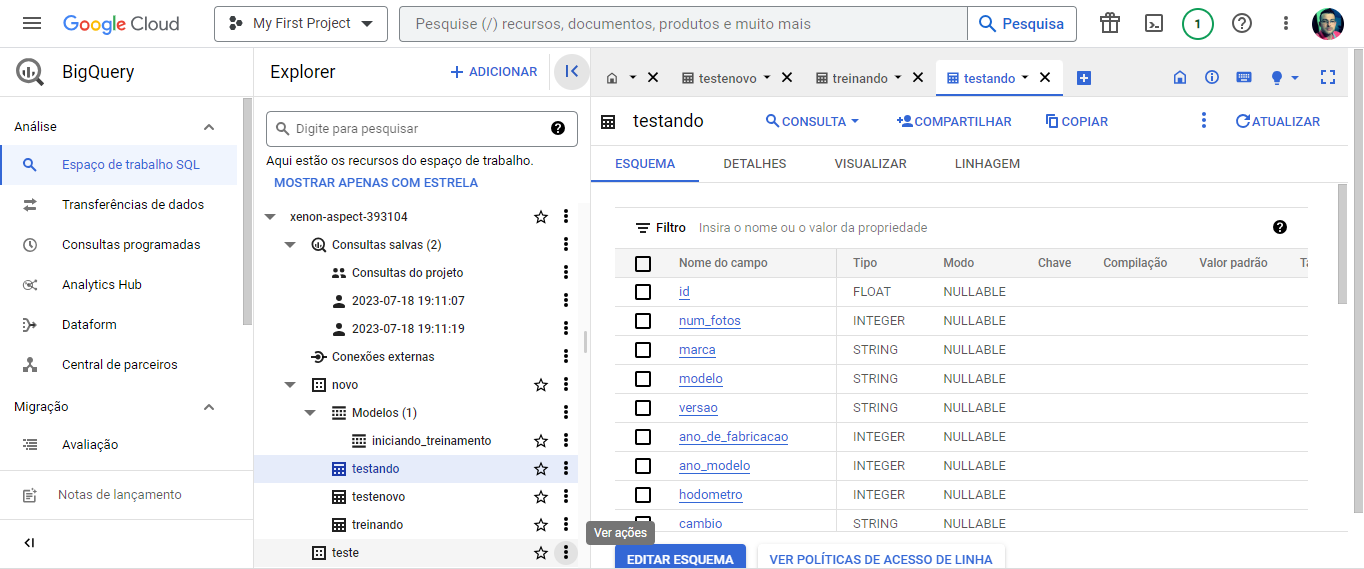 Google Cloud
My First Project
Pesquise (/) recursos, documentos, produtos e muito mais
Pesquisa
1
BigQuery
Análise
Espaço de trabalho SQL
Transferências de dados
Consultas programadas
Analytics Hub
Dataform
Central de parceiros
Migração
Avaliação
Notas de lançamento
Explorer
ADICIONAR
Digite para pesquisar
Aqui estão os recursos do espaço de trabalho.
MOSTRAR APENAS COM ESTRELA
xenon-aspect-393104
Consultas salvas (2)
Consultas do projeto
2023-07-18 19:11:07
2023-07-18 19:11:19
Conexões externas
novo
Modelos (1)
iniciando_treinamento
testando
testenovo
treinando
teste
Ver ações
testenovo treinando testando
testando CONSULTA COMPARTILHAR COPIAR ATUALIZAR
ESQUEMA DETALHES VISUALIZAR LINHAGEM
Filtro Insira o nome ou o valor da propriedade
Nome do campo Tipo Modo Chave Compilação Valor padrão
id FLOAT NULLABLE
num_fotos INTEGER NULLABLE
marca STRING NULLABLE
modelo STRING NULLABLE
versao STRING NULLABLE
ano_de_fabricacao INTEGER NULLABLE
ano_modelo INTEGER NULLABLE
hodometro INTEGER NULLABLE
cambio STRING NULLABLE
EDITAR ESQUEMA VER POLÍTICAS DE ACESSO DE LINHA